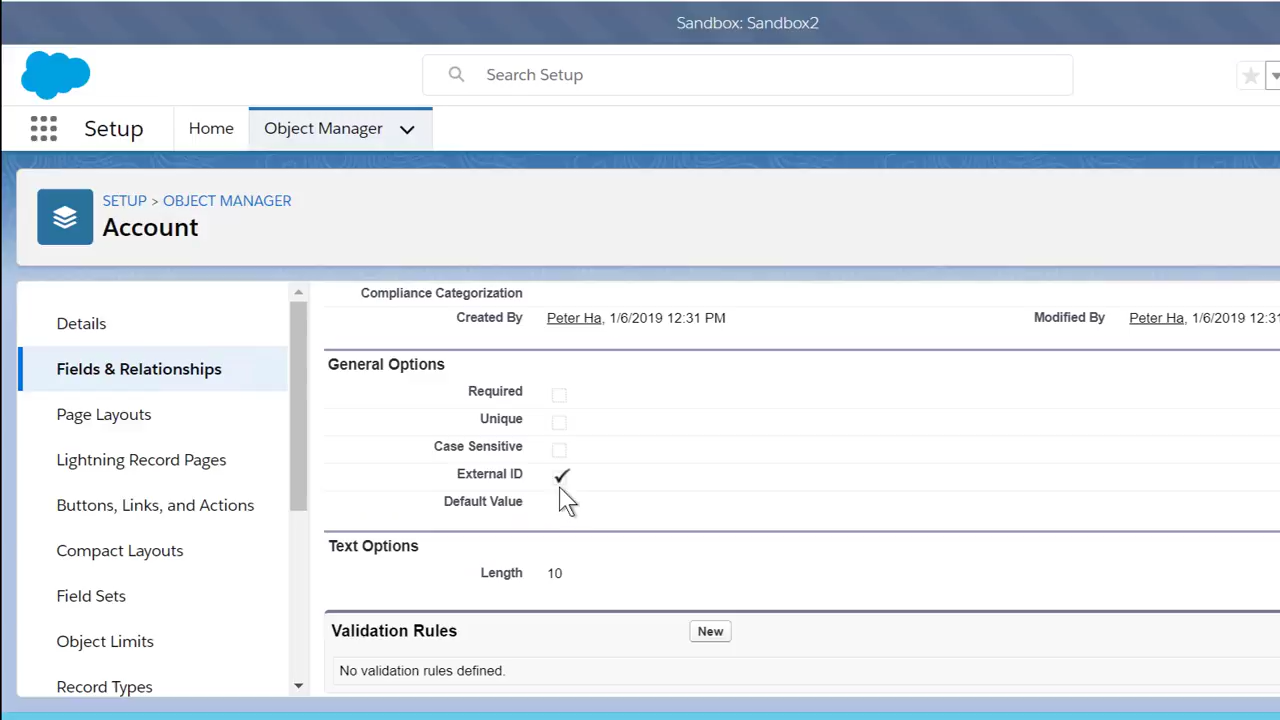 Sandbox: Sandbox2
Search Setup
Setup
Home
Object Manager
SETUP > OBJECT MANAGER
Account
Details
Fields & Relationships
Page Layouts
Lightning Record Pages
Buttons, Links, and Actions
Compact Layouts
Field Sets
Object Limits
Record Types
Compliance Categorization
Created By Peter Ha, 1/6/2019 12:31 PM
Modified By Peter Ha, 1/6/2019 12:31
General Options
Required
Unique
Case Sensitive
External ID
Default Value
Text Options
Length 10
Validation Rules New
No validation rules defined.